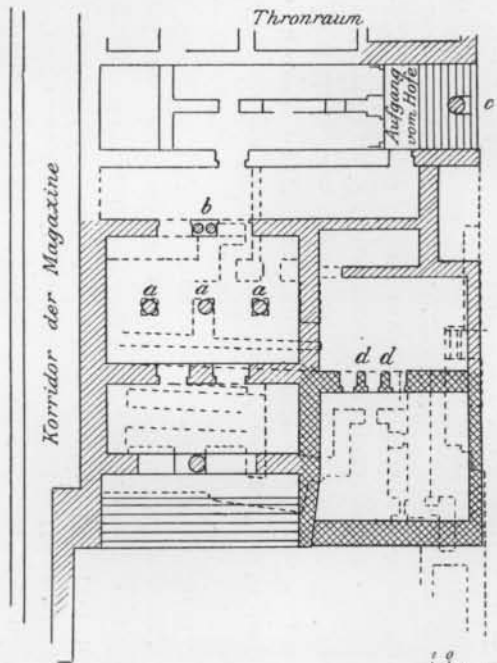 Thronraum
Aufgang
vom Hofe
c
Korridor der Magazine
b
a a a
d d